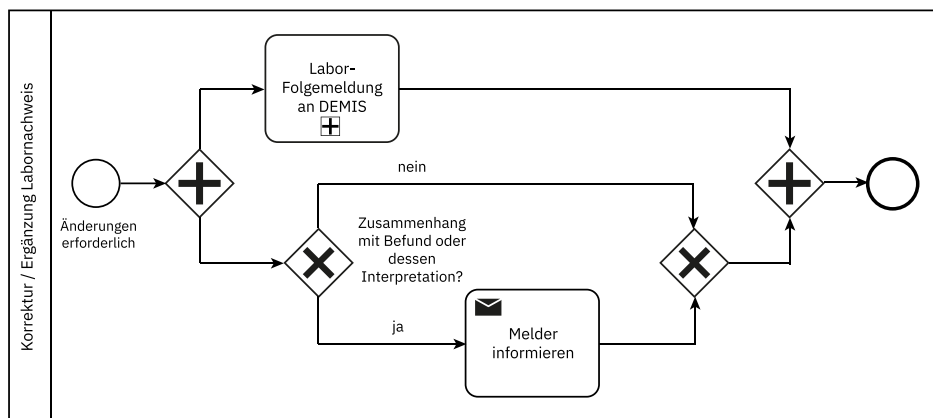 Korrektur / Ergänzung Labornachweis
Änderungen
erforderlich
Labor-
Folgemeldung
an DEMIS
nein
Zusammenhang
mit Befund oder
dessen
Interpretation?
ja
Melder
informieren